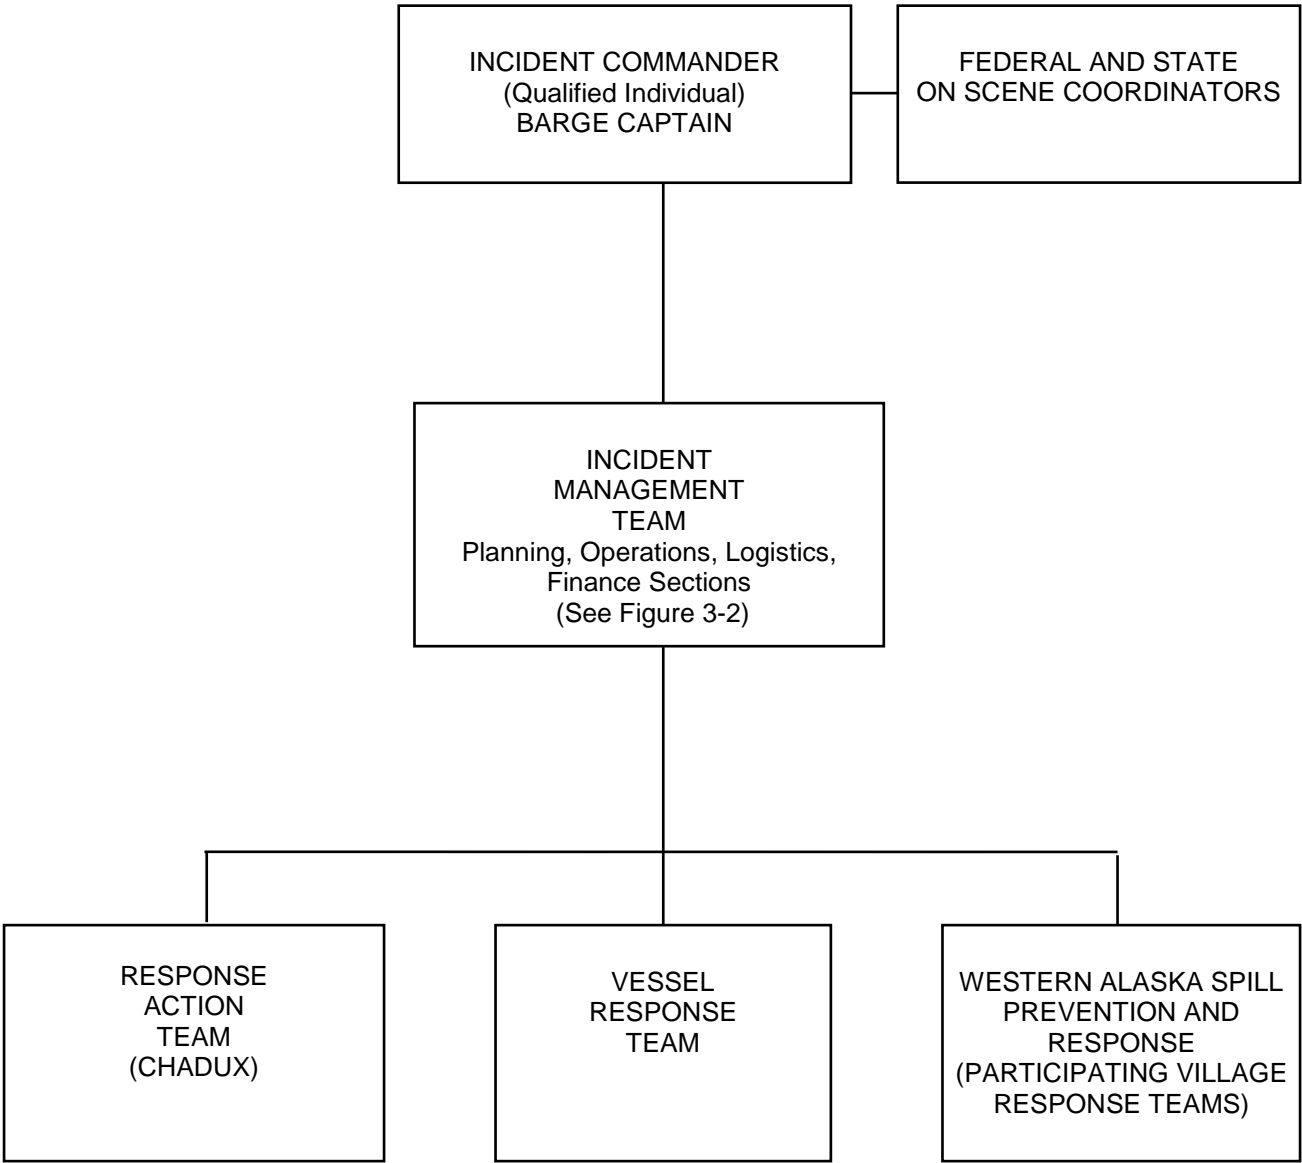 INCIDENT COMMANDER
(Qualified Individual)
BARGE CAPTAIN
FEDERAL AND STATE
ON SCENE COORDINATORS
INCIDENT
MANAGEMENT
TEAM
Planning, Operations, Logistics,
Finance Sections
(See Figure 3-2)
RESPONSE
ACTION
TEAM
(CHADUX)
VESSEL
RESPONSE
TEAM
WESTERN ALASKA SPILL
PREVENTION AND
RESPONSE
(PARTICIPATING VILLAGE
RESPONSE TEAMS)